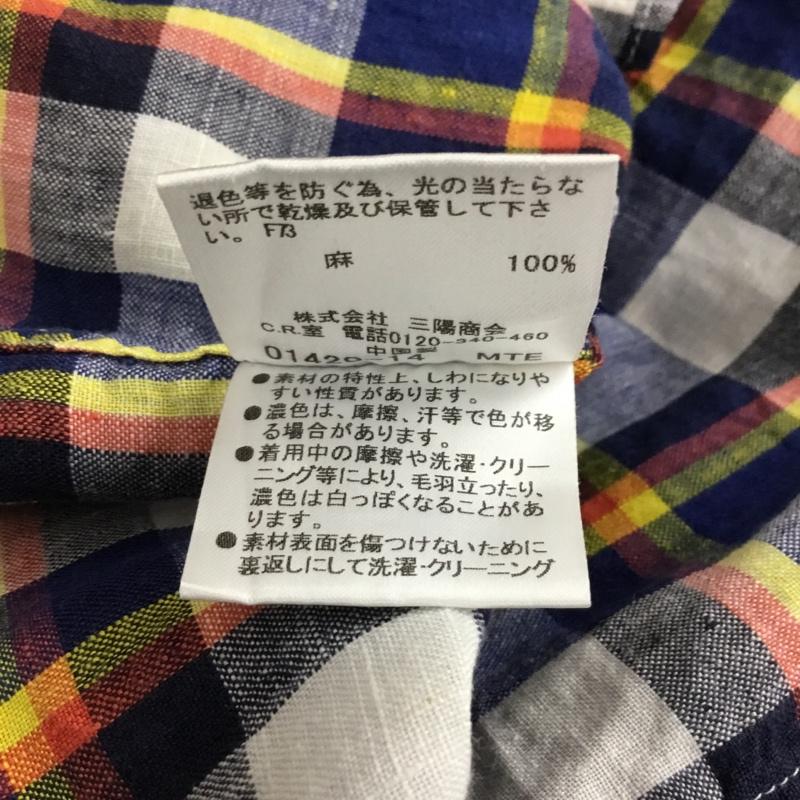 退色等を防ぐ為、光の当たらな
い所で乾燥及び保管して下さ
い。 F73
麻 100%
株式会社 三陽商会
C.R.室 電話0120-340-460
中国製
01420-14 MTE
●素材の特性上、しわになりや
すい性質があります。
●濃色は、摩擦、汗等で色が移
る場合があります。
●着用中の摩擦や洗濯・クリー
ニング等により、毛羽立ったり、
濃色は白っぽくなることがあ
ります。
●素材表面を傷つけないために
裏返しにして洗濯・クリーニング